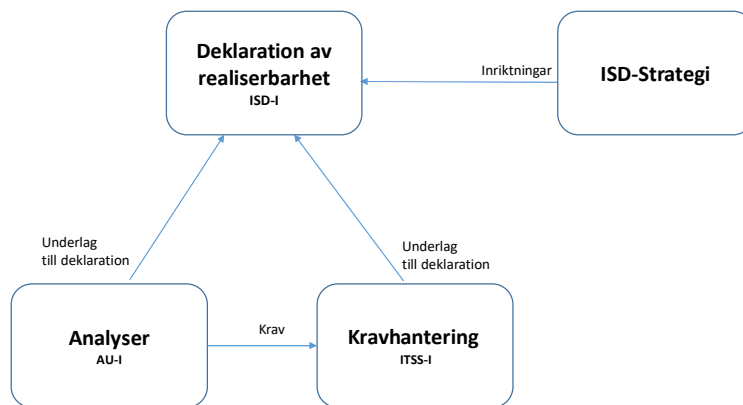 Deklaration av
realiserbarhet
ISD-I
Inriktningar
ISD-Strategi
Underlag
till deklaration
Underlag
till deklaration
Analyser
AU-I
Krav
Kravhantering
ITSS-I